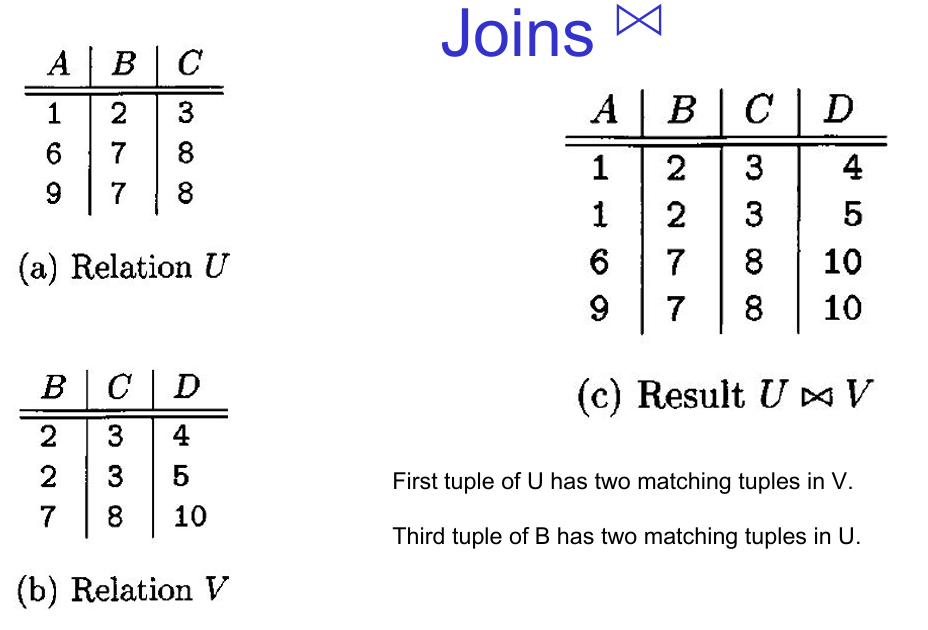 Joins ⋈
A B C
1 2 3
6 7 8
9 7 8
(a) Relation U
B C D
2 3 4
2 3 5
7 8 10
(b) Relation V
A B C D
1 2 3 4
1 2 3 5
6 7 8 10
9 7 8 10
(c) Result U ⋈ V
First tuple of U has two matching tuples in V.
Third tuple of B has two matching tuples in U.